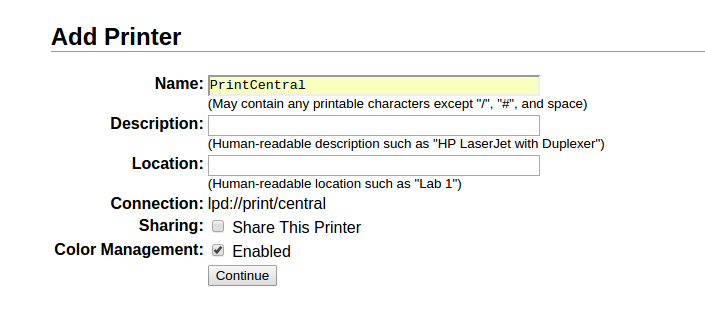 Add Printer
Name: PrintCentral
(May contain any printable characters except "/", "#", and space)
Description:
(Human-readable description such as "HP LaserJet with Duplexer")
Location:
(Human-readable location such as "Lab 1")
Connection: lpd://print/central
Sharing: Share This Printer
Color Management: Enabled
Continue